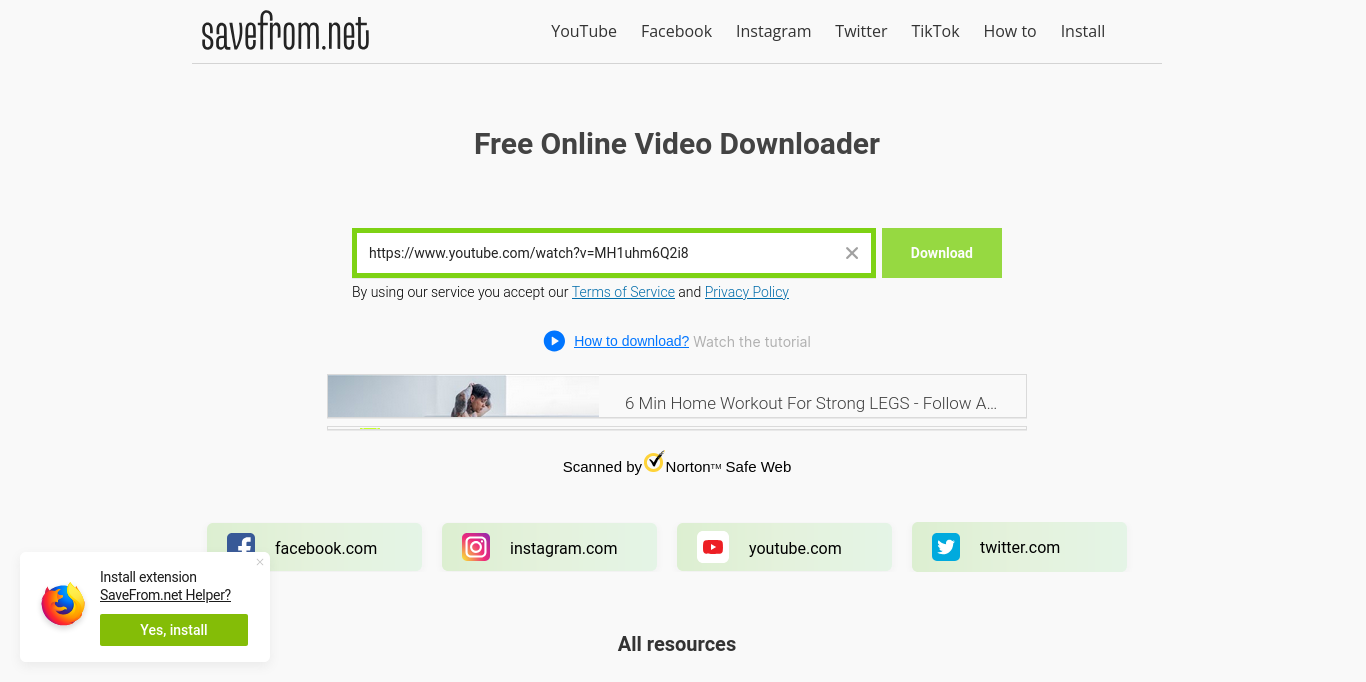 savefrom.net
YouTube Facebook Instagram Twitter TikTok How to Install
Free Online Video Downloader
https://www.youtube.com/watch?v=MH1uhm6Q2i8
Download
By using our service you accept our Terms of Service and Privacy Policy
How to download? Watch the tutorial
6 Min Home Workout For Strong LEGS - Follow A...
Scanned by Norton™ Safe Web
facebook.com instagram.com youtube.com twitter.com
Install extension
SaveFrom.net Helper?
Yes, install
All resources